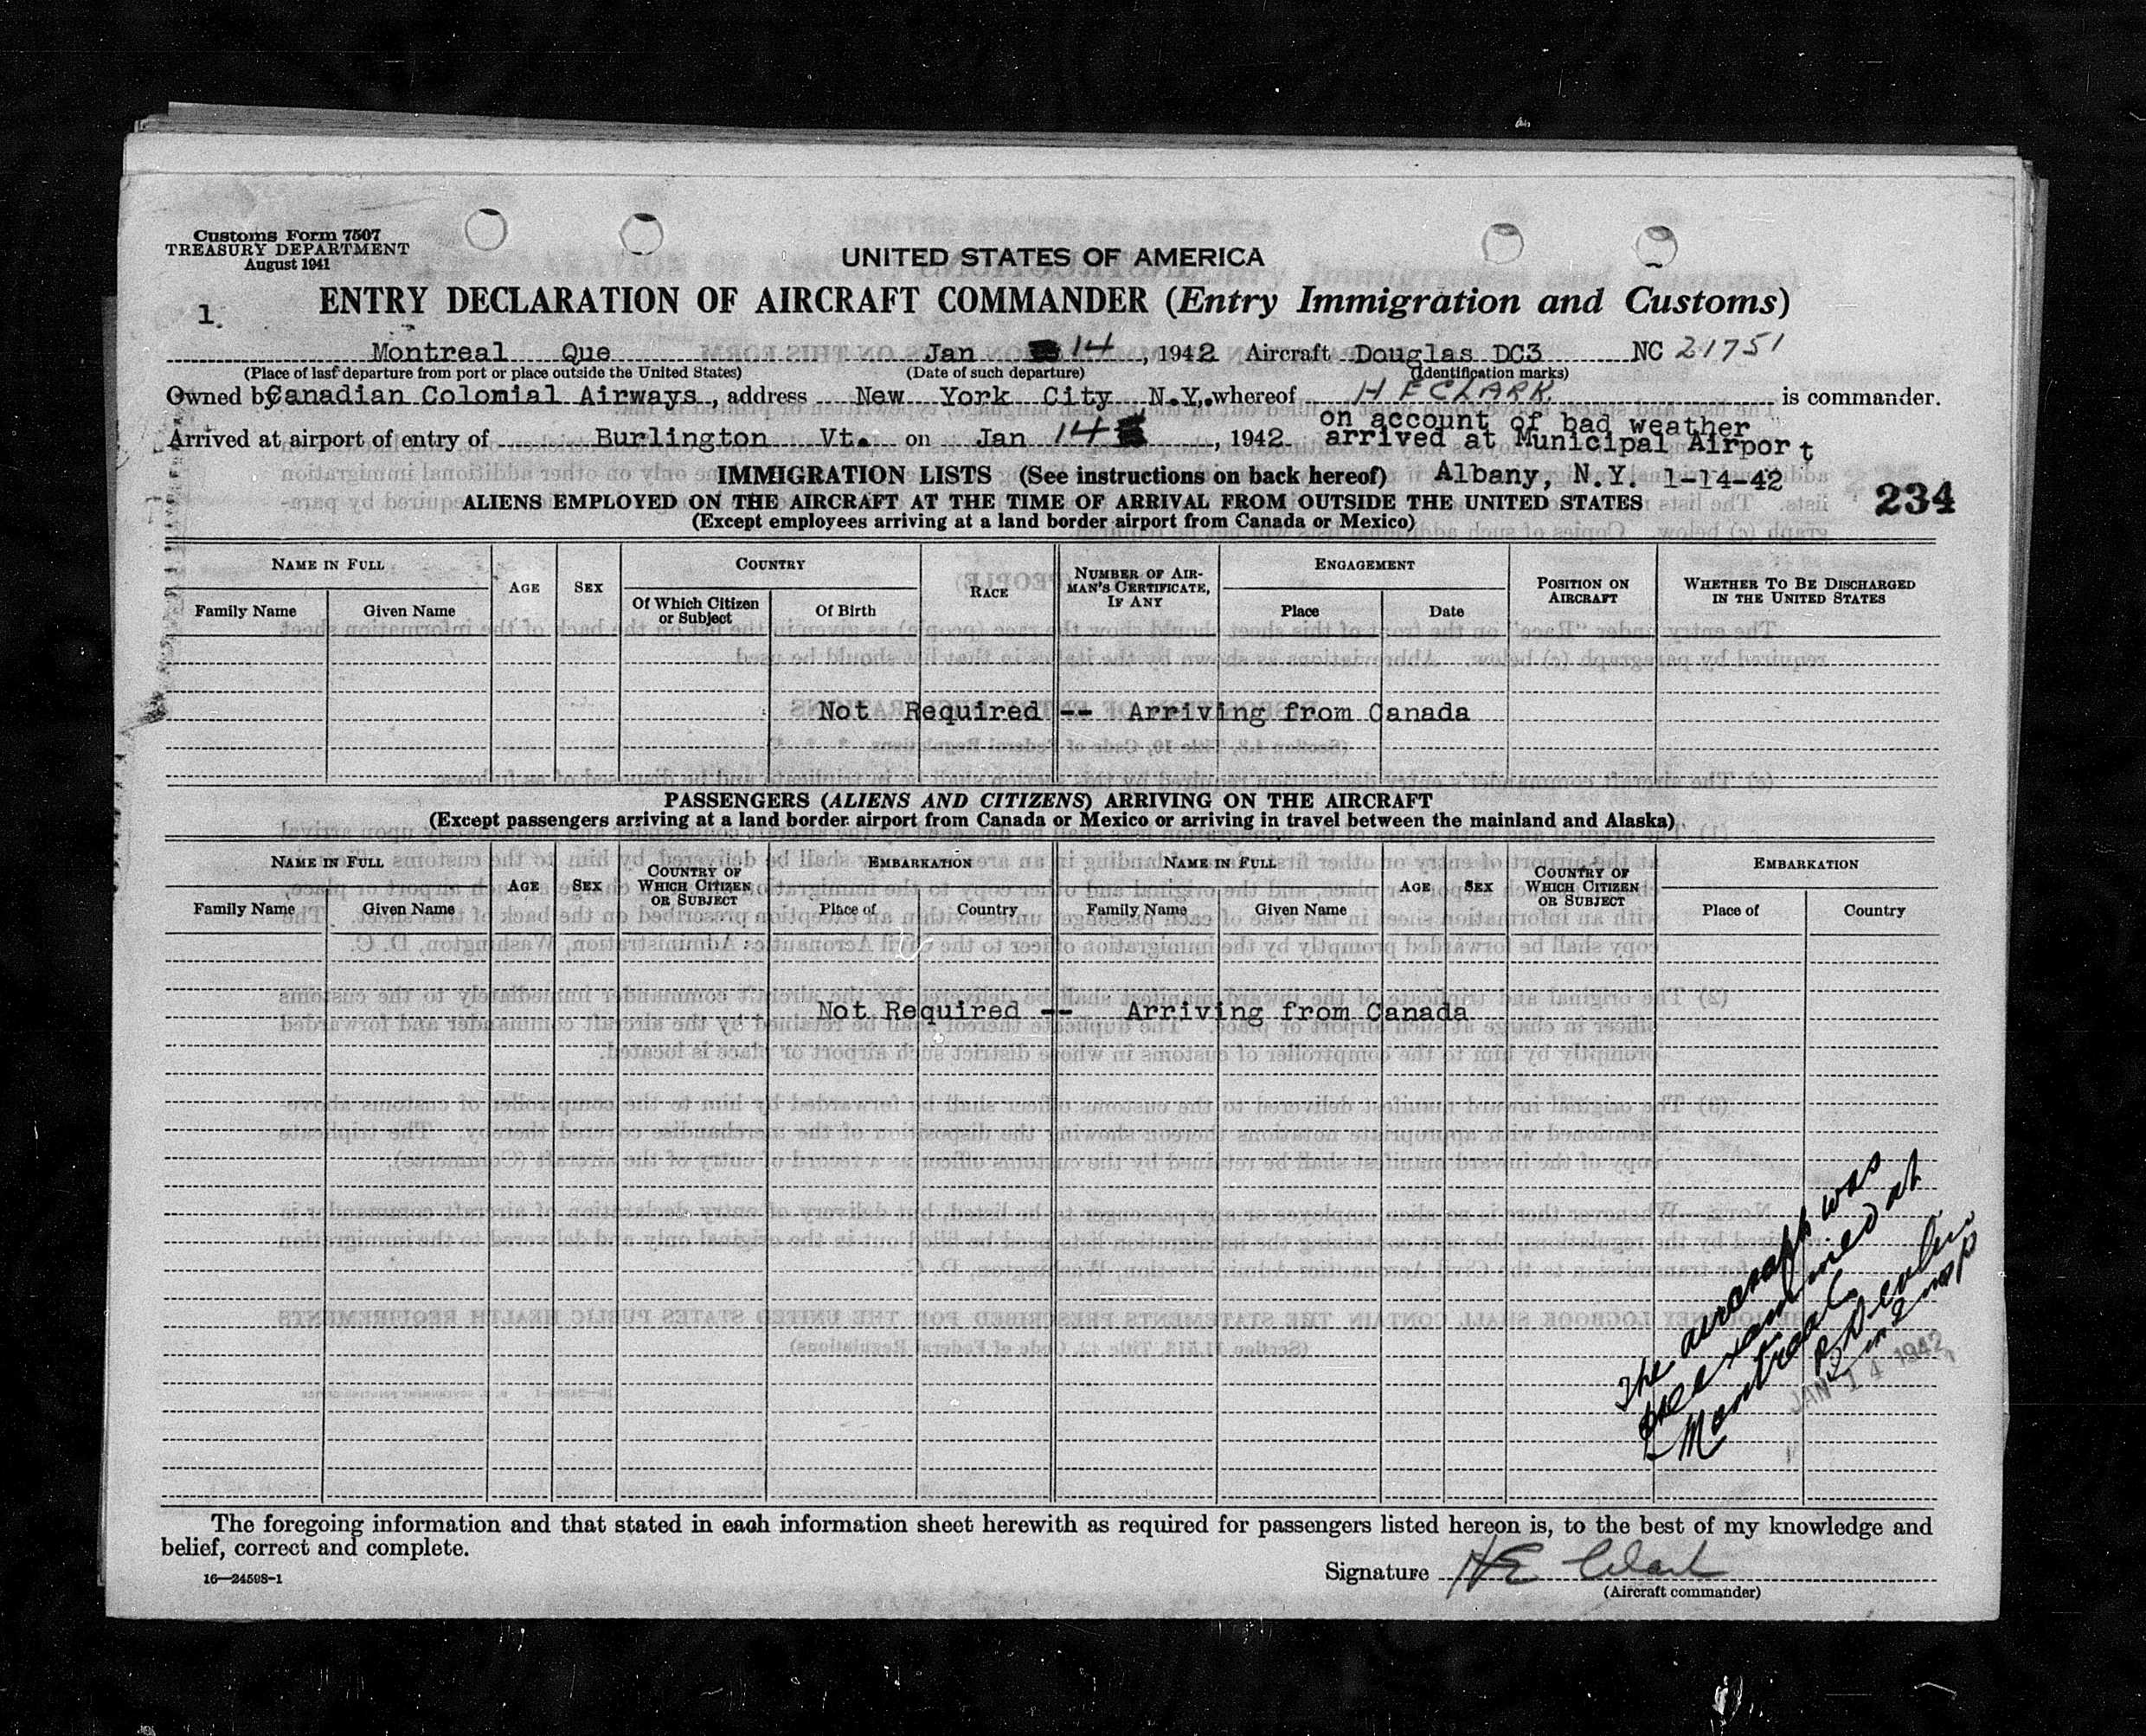 Customs Form 7507
TREASURY DEPARTMENT
August 1941
1.
UNITED STATES OF AMERICA
ENTRY DECLARATION OF AIRCRAFT COMMANDER (Entry Immigration and Customs)
Montreal Que Jan 14, 1942 Aircraft Douglas DC3 NC 21751
(Place of last departure from port or place outside the United States) (Date of such departure) (Identification marks)
Owned by Canadian Colonial Airways, address New York City N.Y. whereof H E CLARK is commander.
on account of bad weather
Arrived at airport of entry of Burlington Vt. on Jan 14, 1942 arrived at Municipal Airport
IMMIGRATION LISTS (See instructions on back hereof) Albany, N.Y. 1-14-42
234
ALIENS EMPLOYED ON THE AIRCRAFT AT THE TIME OF ARRIVAL FROM OUTSIDE THE UNITED STATES
(Except employees arriving at a land border airport from Canada or Mexico)
NAME IN FULL AGE SEX COUNTRY RACE NUMBER OF AIRMAN'S CERTIFICATE, IF ANY ENGAGEMENT POSITION ON AIRCRAFT WHETHER TO BE DISCHARGED IN THE UNITED STATES
Family Name Given Name Of Which Citizen or Subject Of Birth Place Date
Not Required -- Arriving from Canada
PASSENGERS (ALIENS AND CITIZENS) ARRIVING ON THE AIRCRAFT
(Except passengers arriving at a land border airport from Canada or Mexico or arriving in travel between the mainland and Alaska)
NAME IN FULL AGE SEX COUNTRY OF WHICH CITIZEN OR SUBJECT EMBARKATION NAME IN FULL AGE SEX COUNTRY OF WHICH CITIZEN OR SUBJECT EMBARKATION
Family Name Given Name Place of Country Family Name Given Name Place of Country
Not Required -- Arriving from Canada
The aircraft was
pre examined at
Montreal
R Devlin
JAN 14 1942
The foregoing information and that stated in each information sheet herewith as required for passengers listed hereon is, to the best of my knowledge and
belief, correct and complete.
Signature H E Clark
(Aircraft commander)
16—24598-1